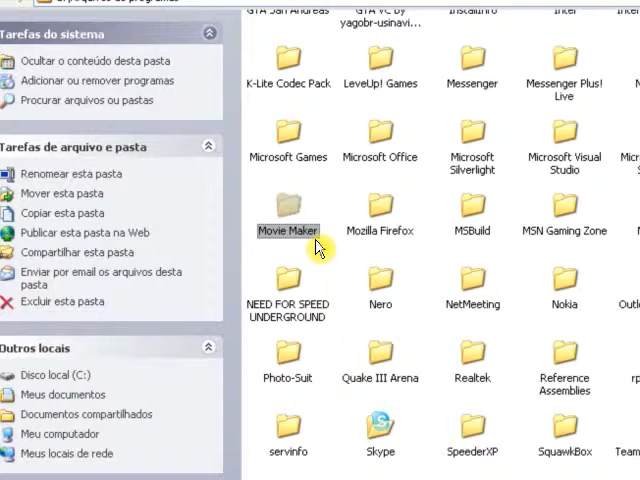 Tarefas do sistema
Ocultar o conteúdo desta pasta
Adicionar ou remover programas
Procurar arquivos ou pastas
Tarefas de arquivo e pasta
Renomear esta pasta
Mover esta pasta
Copiar esta pasta
Publicar esta pasta na Web
Compartilhar esta pasta
Enviar por email os arquivos desta
pasta
Excluir esta pasta
Outros locais
Disco local (C:)
Meus documentos
Documentos compartilhados
Meu computador
Meus locais de rede
GTA San Andreas
GTA VC by
yagobr-usinavi...
K-Lite Codec Pack
LeveUp! Games
Messenger
Messenger Plus!
Live
Microsoft Games
Microsoft Office
Microsoft
Silverlight
Microsoft Visual
Studio
Movie Maker
Mozilla Firefox
MSBuild
MSN Gaming Zone
NEED FOR SPEED
UNDERGROUND
Nero
NetMeeting
Nokia
Photo-Suit
Quake III Arena
Realtek
Reference
Assemblies
servinfo
Skype
SpeederXP
SquawkBox